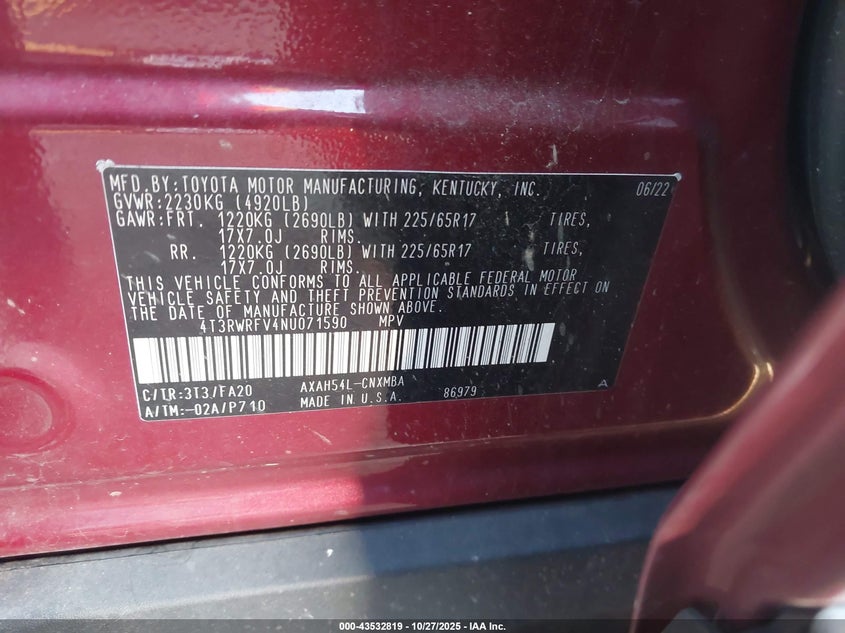 MFD.BY:TOYOTA MOTOR MANUFACTURING, KENTUCKY, INC. 06/22
GVWR:2230KG (4920LB)
GAWR:FRT. 1220KG (2690LB) WITH 225/65R17 TIRES,
17X7.0J RIMS.
RR. 1220KG (2690LB) WITH 225/65R17 TIRES,
17X7.0J RIMS.
THIS VEHICLE CONFORMS TO ALL APPLICABLE FEDERAL MOTOR
VEHICLE SAFETY AND THEFT PREVENTION STANDARDS IN EFFECT ON
THE DATE OF MANUFACTURE SHOWN ABOVE.
4T3RWRFV4NU071590 MPV
C/TR:3T3/FA20 AXAH54L-CNXMBA A
A/TM:-02A/P710 MADE IN U.S.A. 86979
000-43532819 - 10/27/2025 - IAA Inc.